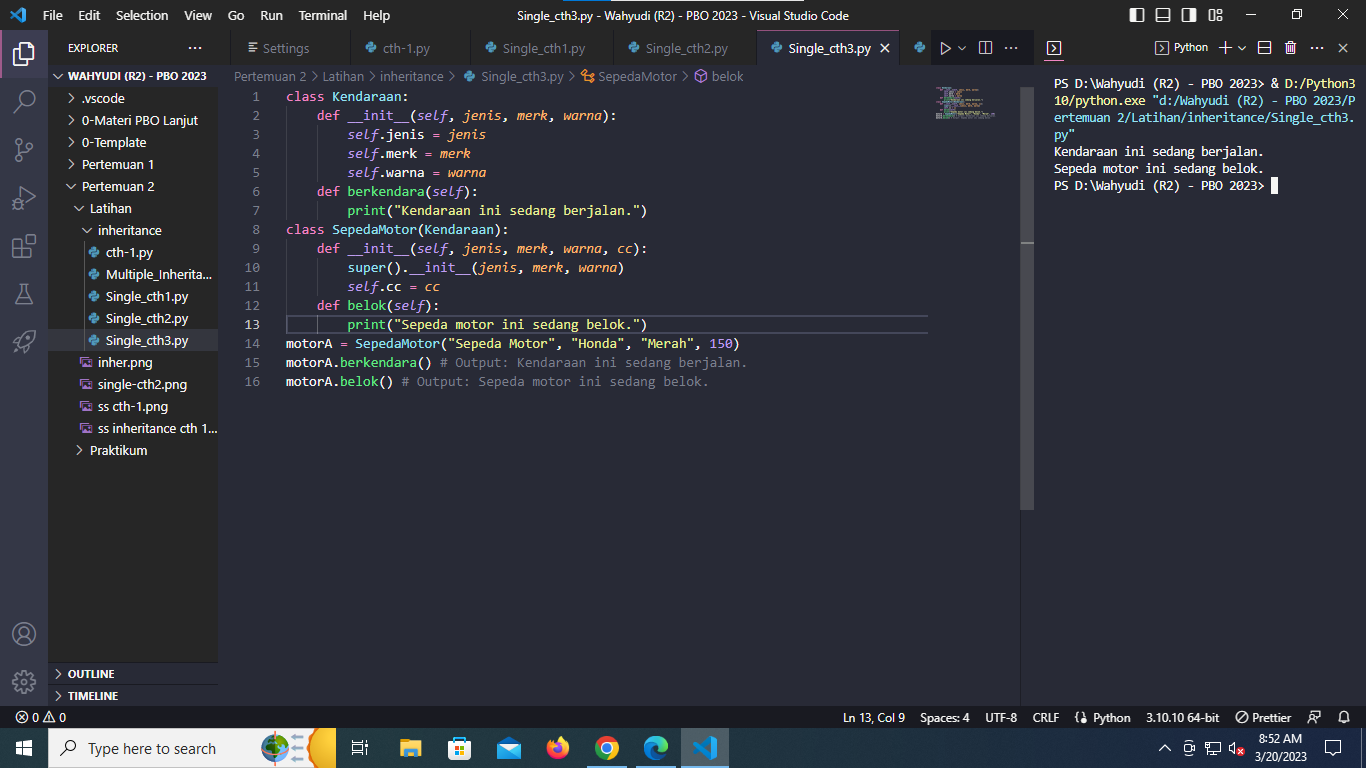 File Edit Selection View Go Run Terminal Help
Single_cth3.py - Wahyudi (R2) - PBO 2023 - Visual Studio Code
EXPLORER
WAHYUDI (R2) - PBO 2023
.vscode
0-Materi PBO Lanjut
0-Template
Pertemuan 1
Pertemuan 2
Latihan
inheritance
cth-1.py
Multiple_Inherita...
Single_cth1.py
Single_cth2.py
Single_cth3.py
inher.png
single-cth2.png
ss cth-1.png
ss inheritance cth 1...
Praktikum
OUTLINE
TIMELINE
Settings cth-1.py Single_cth1.py Single_cth2.py Single_cth3.py
Pertemuan 2 > Latihan > inheritance > Single_cth3.py > SepedaMotor > belok
1 class Kendaraan:
2     def __init__(self, jenis, merk, warna):
3         self.jenis = jenis
4         self.merk = merk
5         self.warna = warna
6     def berkendara(self):
7         print("Kendaraan ini sedang berjalan.")
8 class SepedaMotor(Kendaraan):
9     def __init__(self, jenis, merk, warna, cc):
10         super().__init__(jenis, merk, warna)
11         self.cc = cc
12     def belok(self):
13         print("Sepeda motor ini sedang belok.")
14 motorA = SepedaMotor("Sepeda Motor", "Honda", "Merah", 150)
15 motorA.berkendara() # Output: Kendaraan ini sedang berjalan.
16 motorA.belok() # Output: Sepeda motor ini sedang belok.
Python
PS D:\Wahyudi (R2) - PBO 2023> & D:/Python3
10/python.exe "d:/Wahyudi (R2) - PBO 2023/P
ertemuan 2/Latihan/inheritance/Single_cth3.
py"
Kendaraan ini sedang berjalan.
Sepeda motor ini sedang belok.
PS D:\Wahyudi (R2) - PBO 2023>
0 0 Ln 13, Col 9 Spaces: 4 UTF-8 CRLF Python 3.10.10 64-bit Prettier
Type here to search
8:52 AM
3/20/2023